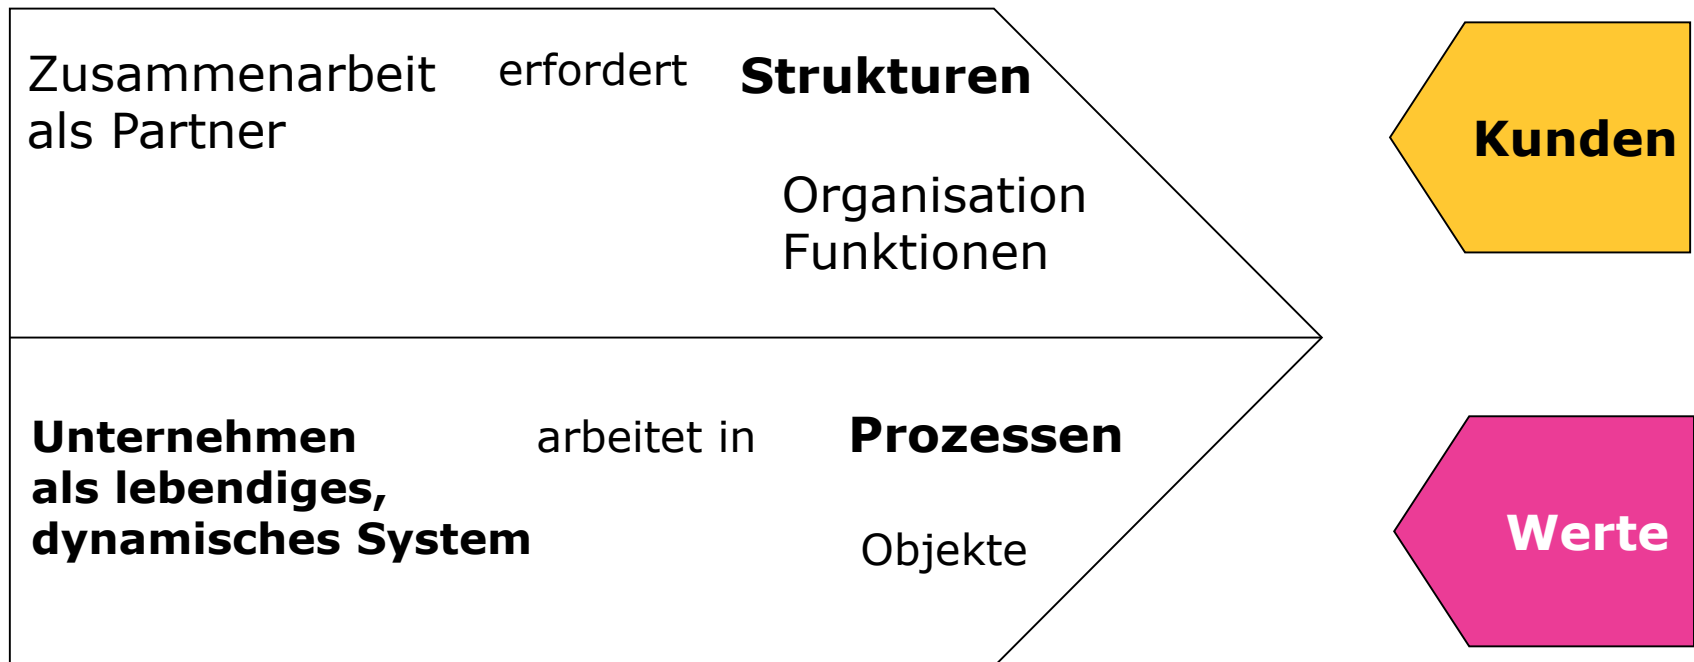 Zusammenarbeit erfordert Strukturen
als Partner
Organisation
Funktionen
Kunden
Unternehmen arbeitet in Prozessen
als lebendiges,
dynamisches System
Objekte
Werte